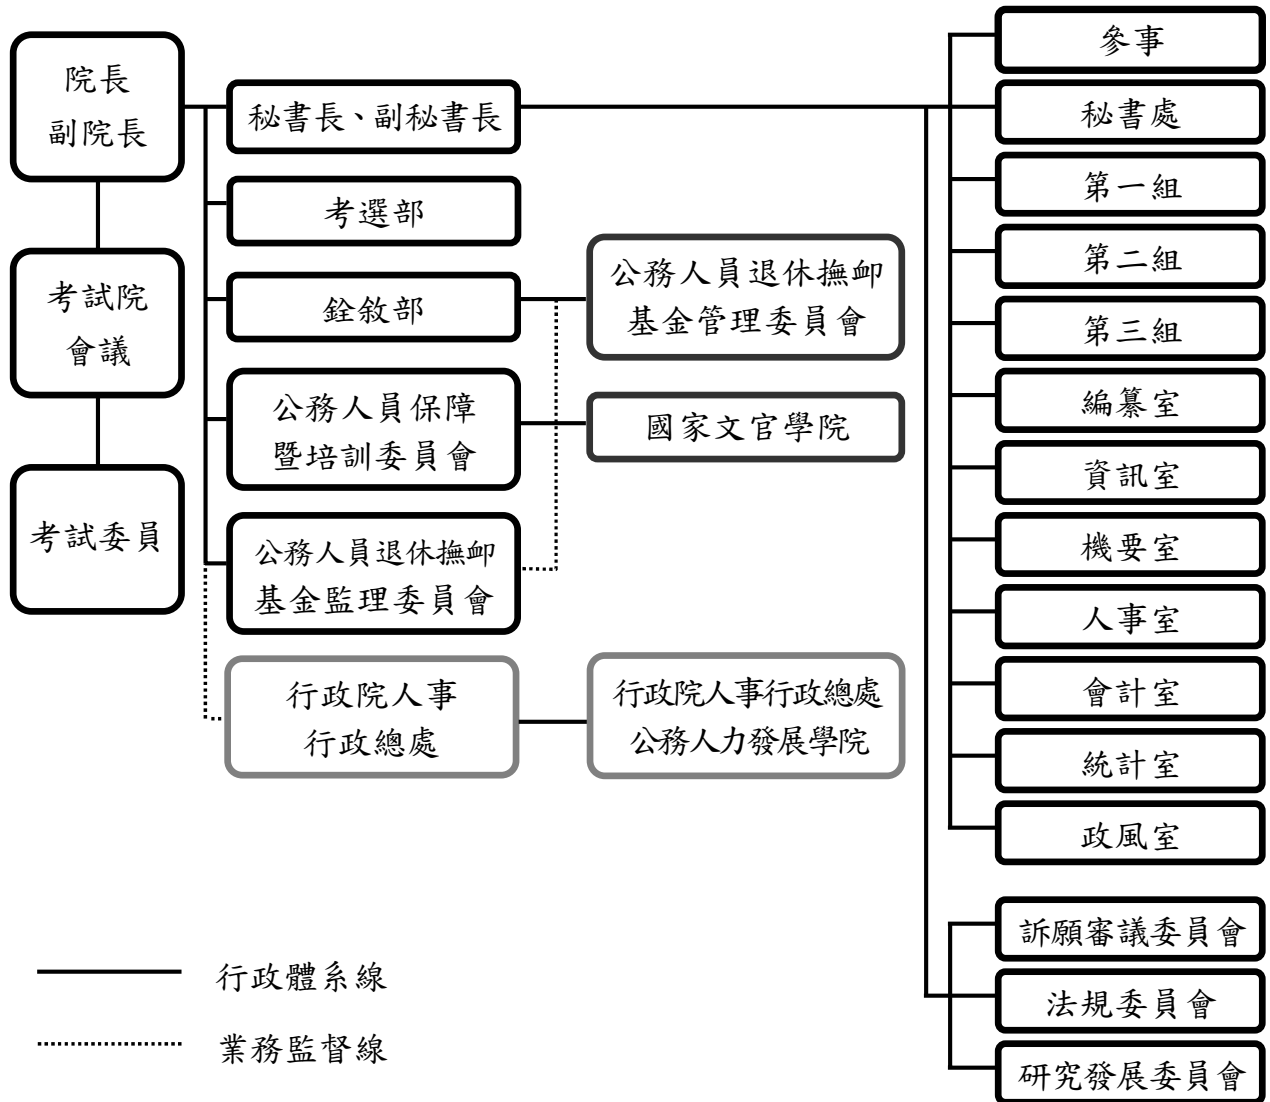 院長
副院長
考試院
會議
考試委員
秘書長、副秘書長
考選部
銓敘部
公務人員保障
暨培訓委員會
公務人員退休撫卹
基金監理委員會
行政院人事
行政總處
公務人員退休撫卹
基金管理委員會
國家文官學院
行政院人事行政總處
公務人力發展學院
參事
秘書處
第一組
第二組
第三組
編纂室
資訊室
機要室
人事室
會計室
統計室
政風室
訴願審議委員會
法規委員會
研究發展委員會
行政體系線
業務監督線